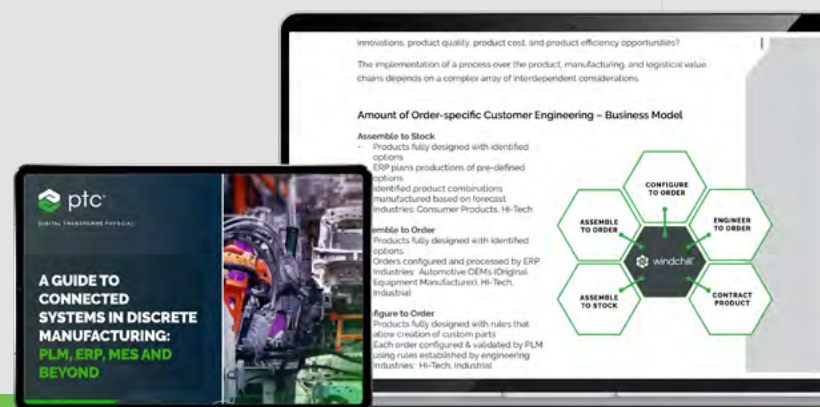 innovations, product quality, product cost, and product efficiency opportunities?
The implementation of a process over the product, manufacturing, and logistical value
chains depends on a complex array of interdependent considerations.
Amount of Order-specific Customer Engineering – Business Model
Assemble to Stock
· Products fully designed with identified
options
ERP plans productions of pre-defined
options
Identified product combinations
manufactured based on forecast
Industries: Consumer Products, Hi-Tech
emble to Order
Products fully designed with identified
options
Orders configured and processed by ERP
Industries: Automotive OEMs (Original
Equipment Manufacturer), Hi-Tech,
Industrial
figure to Order
Products fully designed with rules that
allow creation of custom parts
Each order configured & validated by PLM
using rules established by engineering
Industries: Hi-Tech, Industrial
CONFIGURE
TO ORDER
ASSEMBLE
TO ORDER
ENGINEER
TO ORDER
windchill
ASSEMBLE
TO STOCK
CONTRACT
PRODUCT
ptc
DIGITAL TRANSFORMS PHYSICAL
A GUIDE TO
CONNECTED
SYSTEMS IN DISCRETE
MANUFACTURING:
PLM, ERP, MES AND
BEYOND